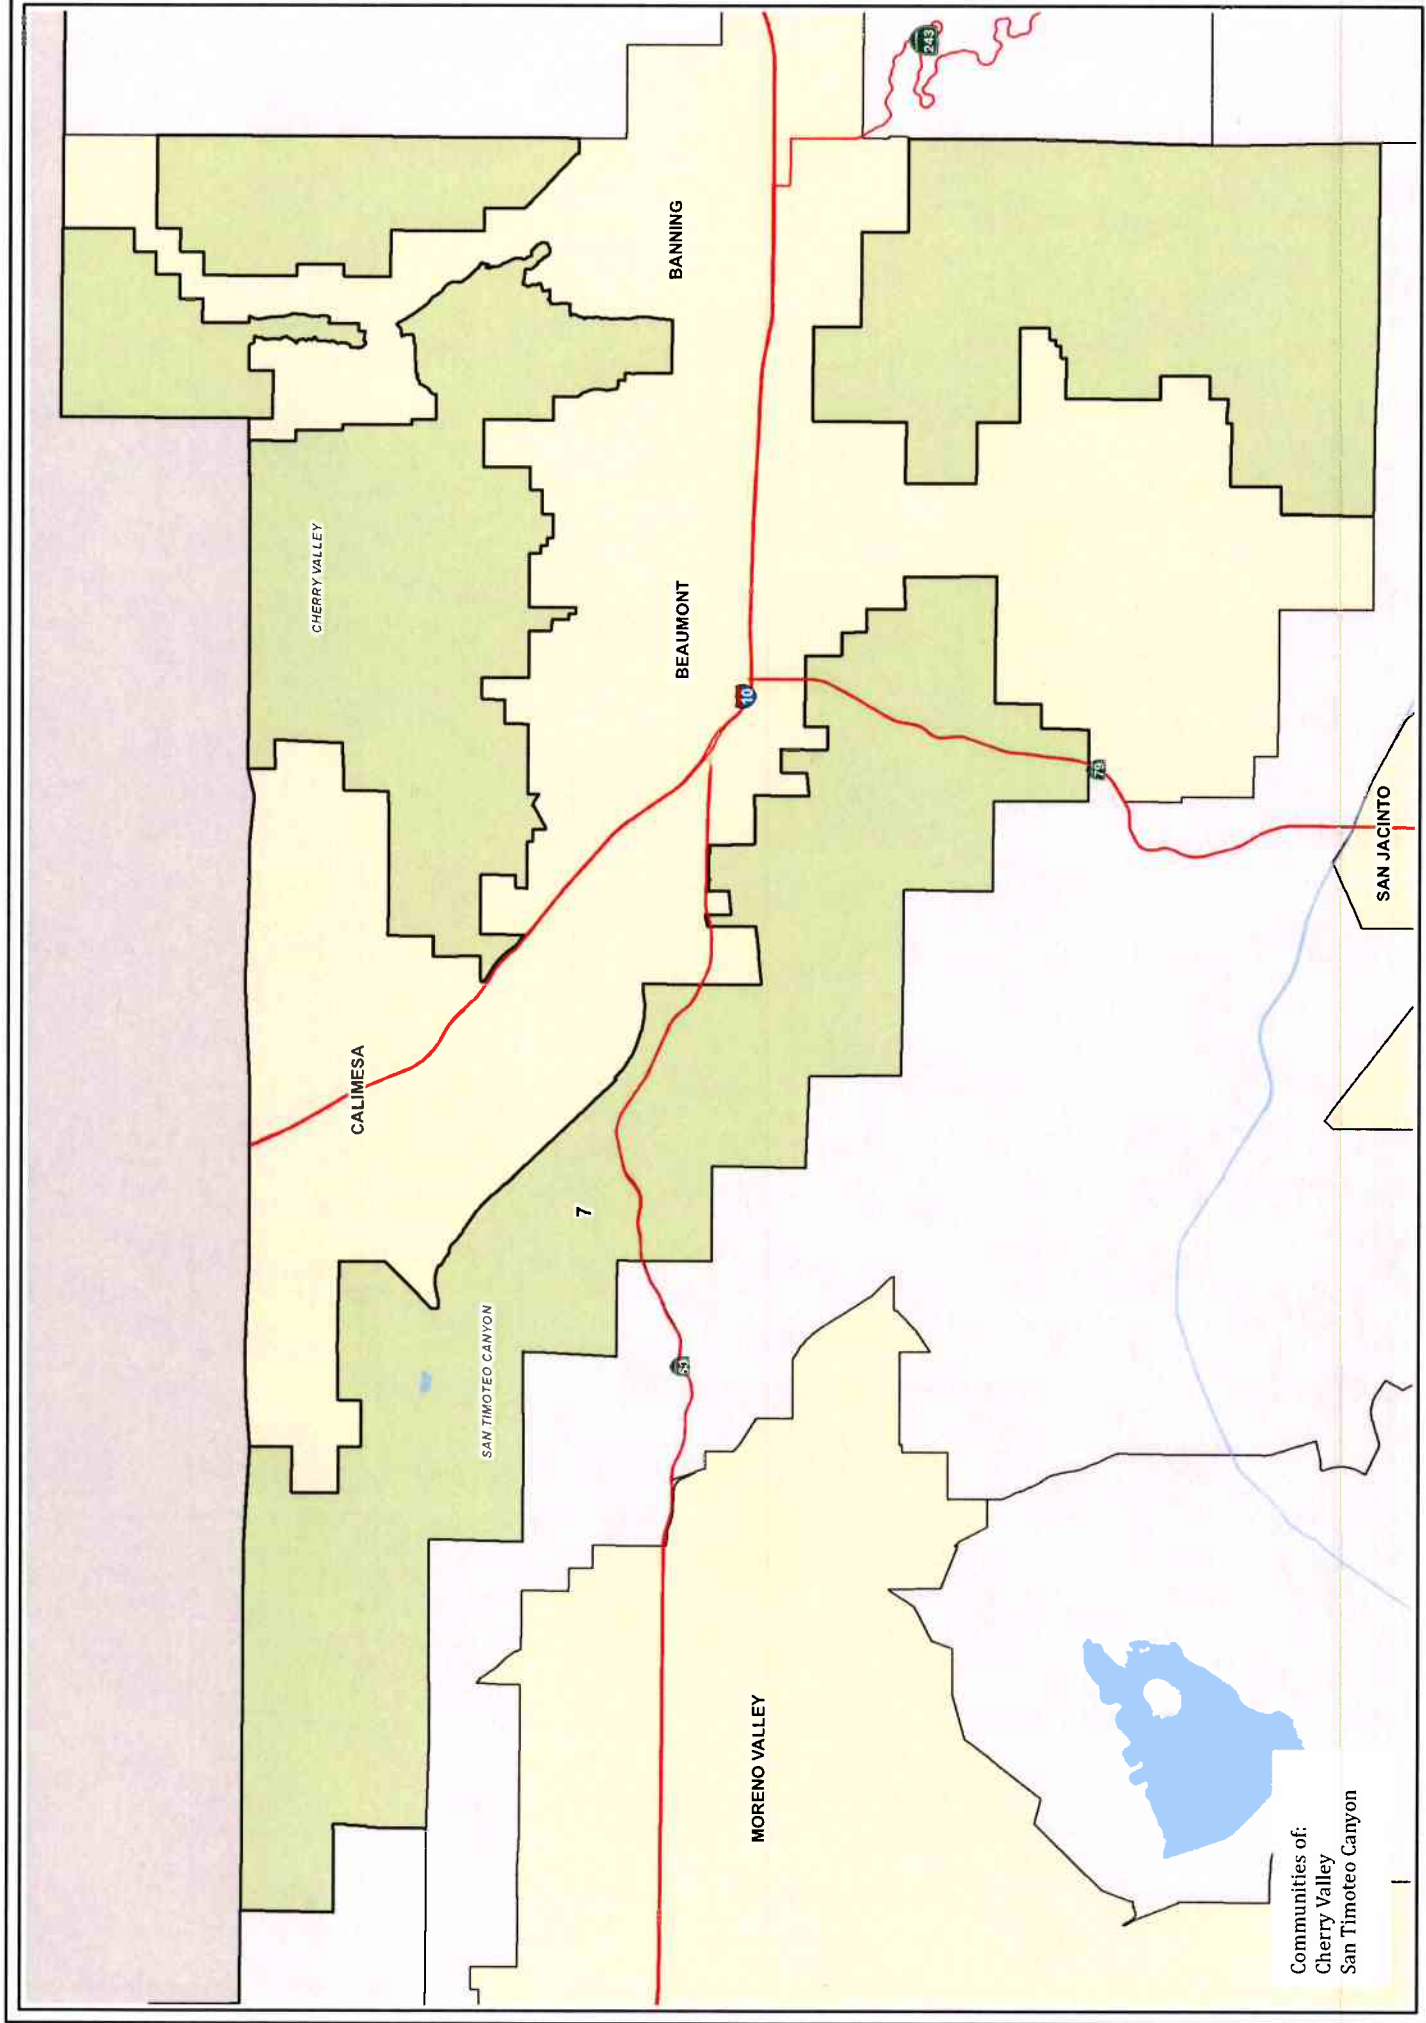 CHERRY VALLEY
CALIMESA
SAN TIMOTEO CANYON
7
BEAUMONT
BANNING
10
MORENO VALLEY
243
79
SAN JACINTO
Communities of:
Cherry Valley
San Timoteo Canyon